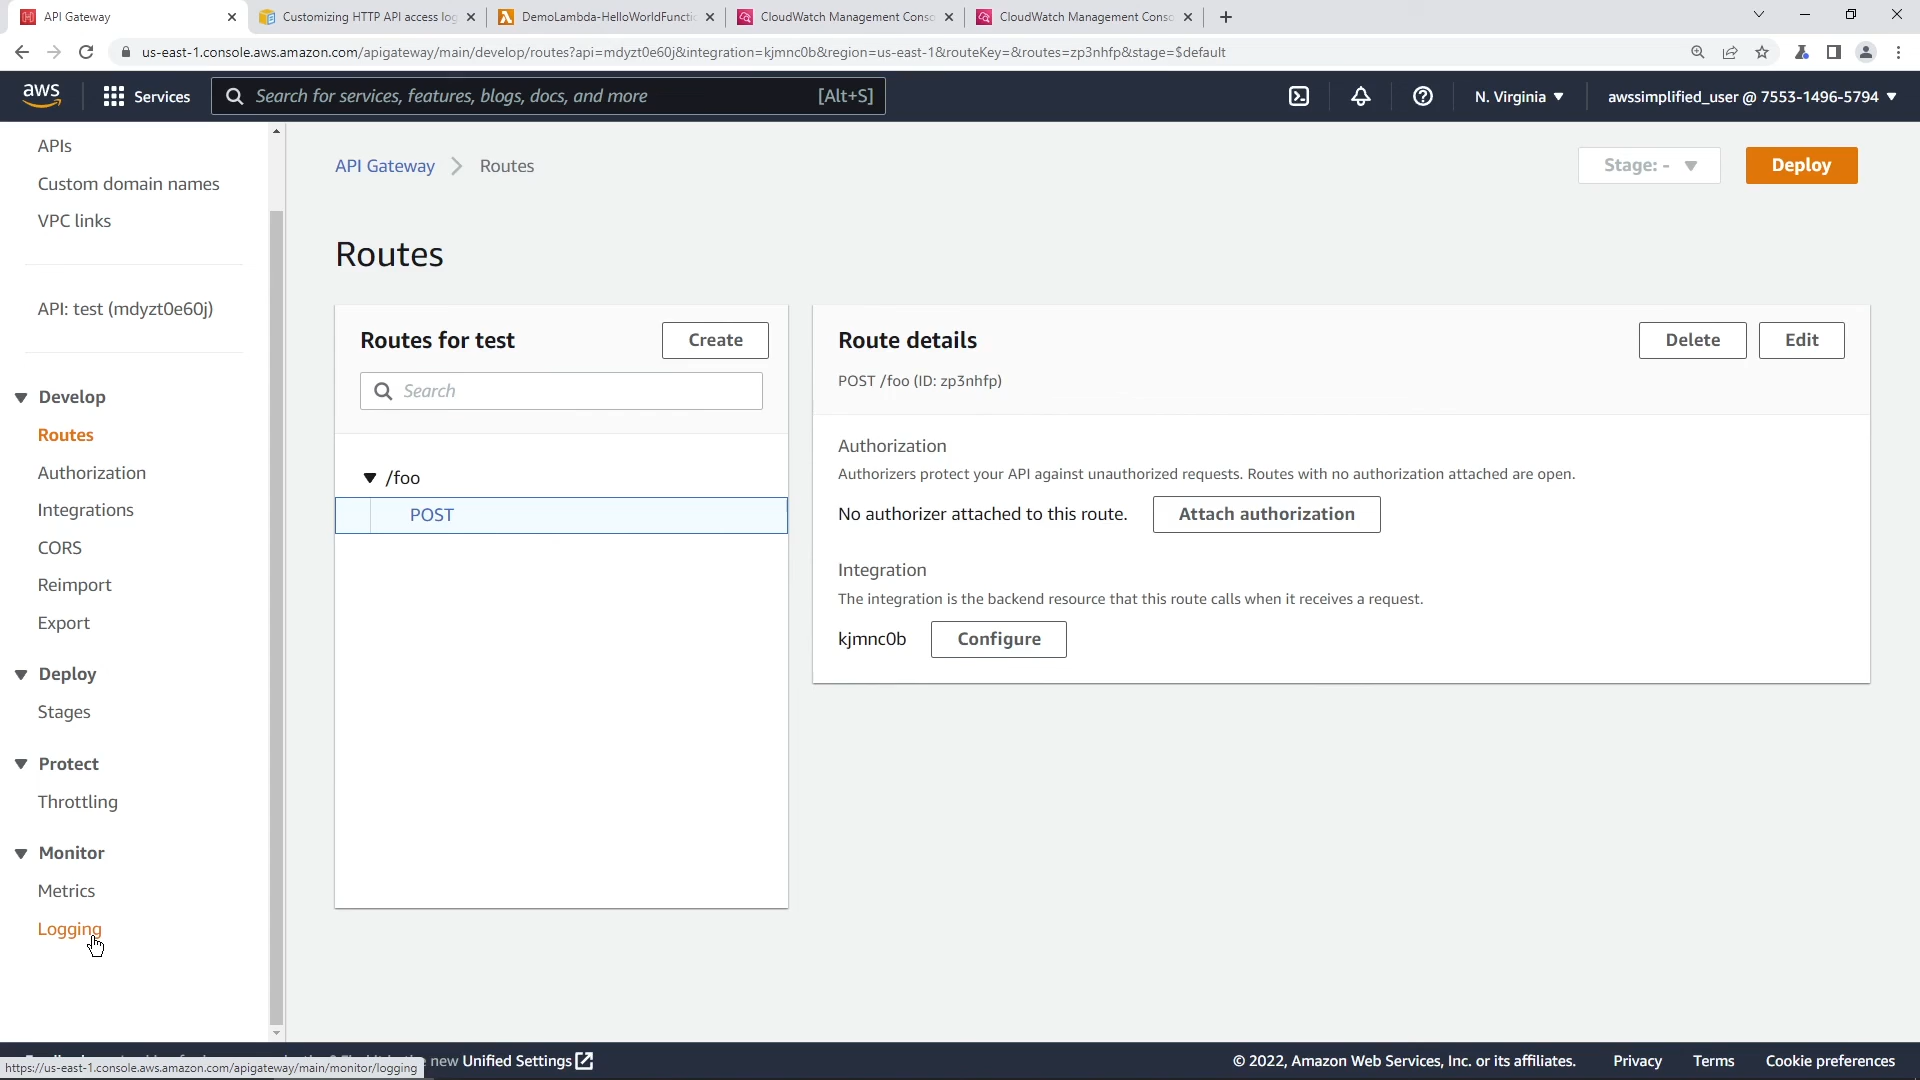 API Gateway
Customizing HTTP API access log
DemoLambda-HelloWorldFuncti
CloudWatch Management Conso
CloudWatch Management Conso
us-east-1.console.aws.amazon.com/apigateway/main/develop/routes?api=mdyzt0e60j&integration=kjmnc0b&region=us-east-1&routeKey=&routes=zp3nhfp&stage=$default
aws
Services
Search for services, features, blogs, docs, and more
[Alt+S]
N. Virginia
awssimplified_user @ 7553-1496-5794
APIs
Custom domain names
VPC links
API: test (mdyzt0e60j)
Develop
Routes
Authorization
Integrations
CORS
Reimport
Export
Deploy
Stages
Protect
Throttling
Monitor
Metrics
Logging
API Gateway
Routes
Stage: -
Deploy
Routes
Routes for test
Create
Search
/foo
POST
Route details
Delete
Edit
POST /foo (ID: zp3nhfp)
Authorization
Authorizers protect your API against unauthorized requests. Routes with no authorization attached are open.
No authorizer attached to this route.
Attach authorization
Integration
The integration is the backend resource that this route calls when it receives a request.
kjmnc0b
Configure
new Unified Settings
© 2022, Amazon Web Services, Inc. or its affiliates.
Privacy
Terms
Cookie preferences
https://us-east-1.console.aws.amazon.com/apigateway/main/monitor/logging